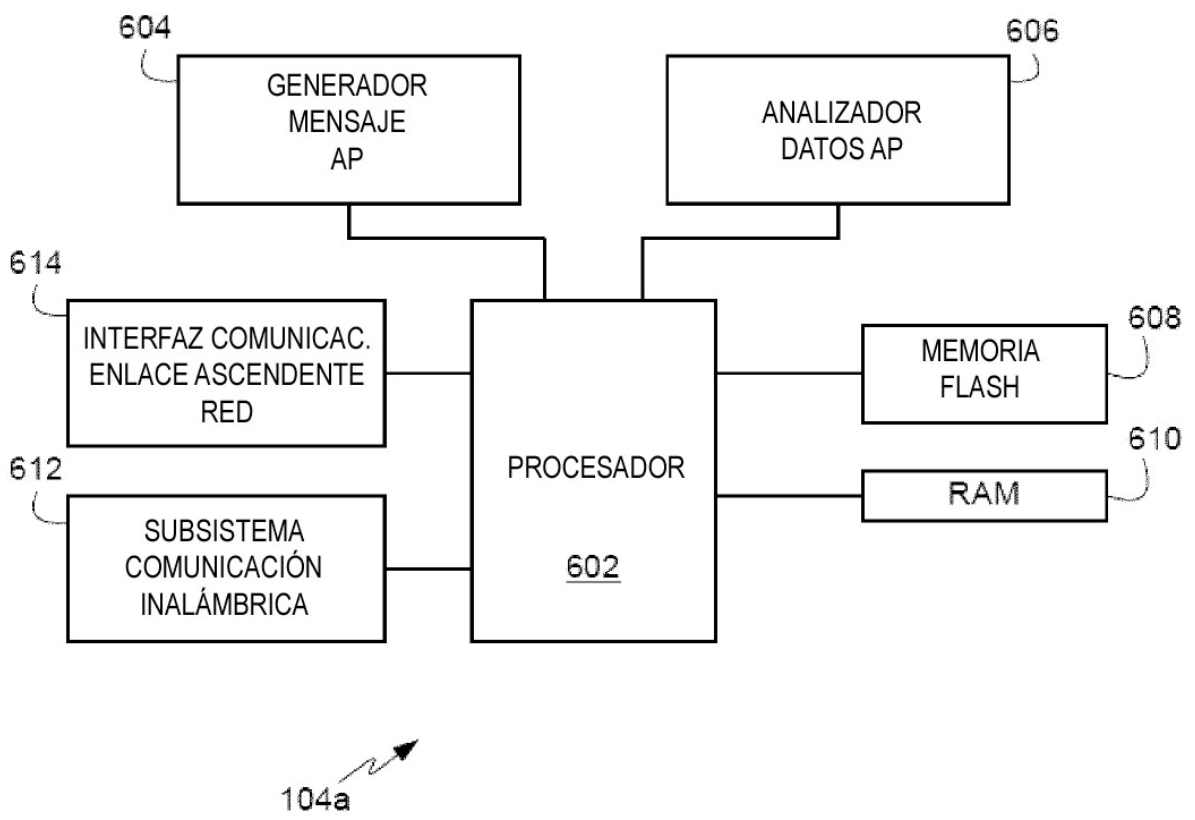 604
GENERADOR
MENSAJE
AP
606
ANALIZADOR
DATOS AP
614
INTERFAZ COMUNICAC.
ENLACE ASCENDENTE
RED
612
SUBSISTEMA
COMUNICACIÓN
INALÁMBRICA
PROCESADOR
602
608
MEMORIA
FLASH
610
RAM
104a